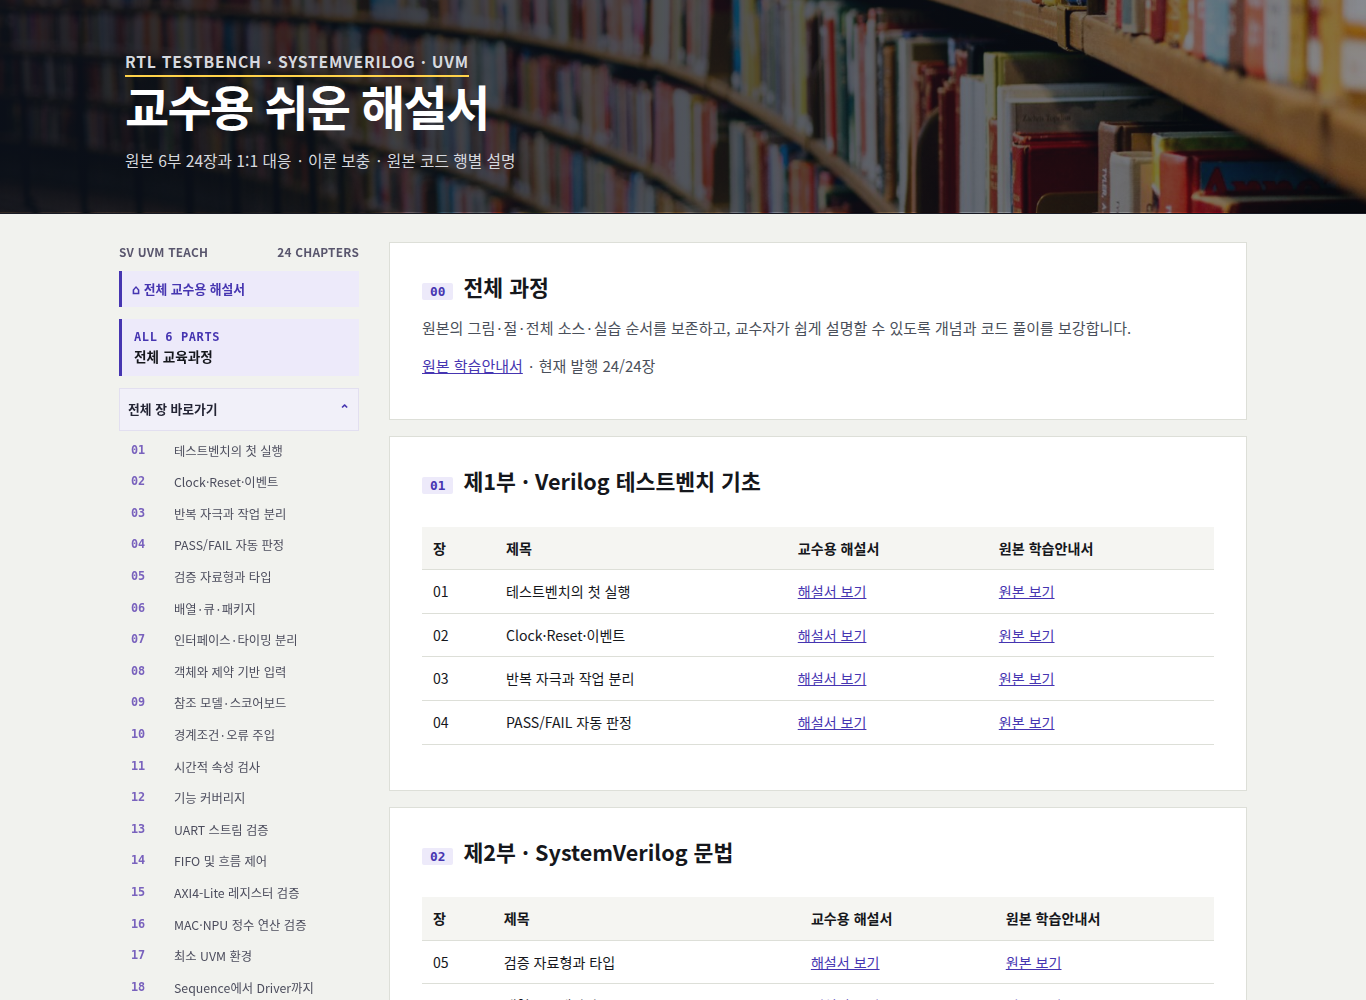 RTL TESTBENCH · SYSTEMVERILOG · UVM
교수용 쉬운 해설서
원본 6부 24장과 1:1 대응 · 이론 보충 · 원본 코드 행별 설명
SV UVM TEACH 24 CHAPTERS
⌂ 전체 교수용 해설서
ALL 6 PARTS
전체 교육과정
전체 장 바로가기
01 테스트벤치의 첫 실행
02 Clock·Reset·이벤트
03 반복 자극과 작업 분리
04 PASS/FAIL 자동 판정
05 검증 자료형과 타입
06 배열·큐·패키지
07 인터페이스·타이밍 분리
08 객체와 제약 기반 입력
09 참조 모델·스코어보드
10 경계조건·오류 주입
11 시간적 속성 검사
12 기능 커버리지
13 UART 스트림 검증
14 FIFO 및 흐름 제어
15 AXI4-Lite 레지스터 검증
16 MAC·NPU 정수 연산 검증
17 최소 UVM 환경
18 Sequence에서 Driver까지
00 전체 과정
원본의 그림·절·전체 소스·실습 순서를 보존하고, 교수자가 쉽게 설명할 수 있도록 개념과 코드 풀이를 보강합니다.
원본 학습안내서 · 현재 발행 24/24장
01 제1부 · Verilog 테스트벤치 기초
장 제목 교수용 해설서 원본 학습안내서
01 테스트벤치의 첫 실행 해설서 보기 원본 보기
02 Clock·Reset·이벤트 해설서 보기 원본 보기
03 반복 자극과 작업 분리 해설서 보기 원본 보기
04 PASS/FAIL 자동 판정 해설서 보기 원본 보기
02 제2부 · SystemVerilog 문법
장 제목 교수용 해설서 원본 학습안내서
05 검증 자료형과 타입 해설서 보기 원본 보기